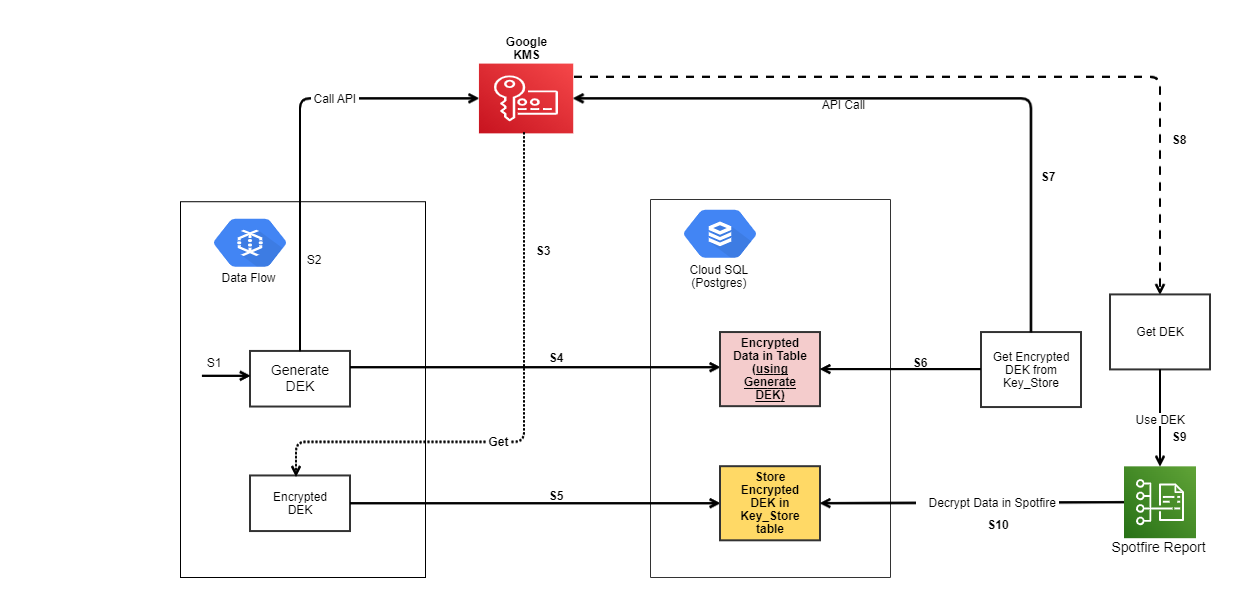 Google
KMS
Call API
API Call
S8
S7
S3
S2
Data Flow
Cloud SQL
(Postgres)
S1
Generate
DEK
S4
Encrypted
Data in Table
(using
Generate
DEK)
S6
Get Encrypted
DEK from
Key_Store
Get DEK
Use DEK
S9
Get
Encrypted
DEK
S5
Store
Encrypted
DEK in
Key_Store
table
Decrypt Data in Spotfire
S10
Spotfire Report